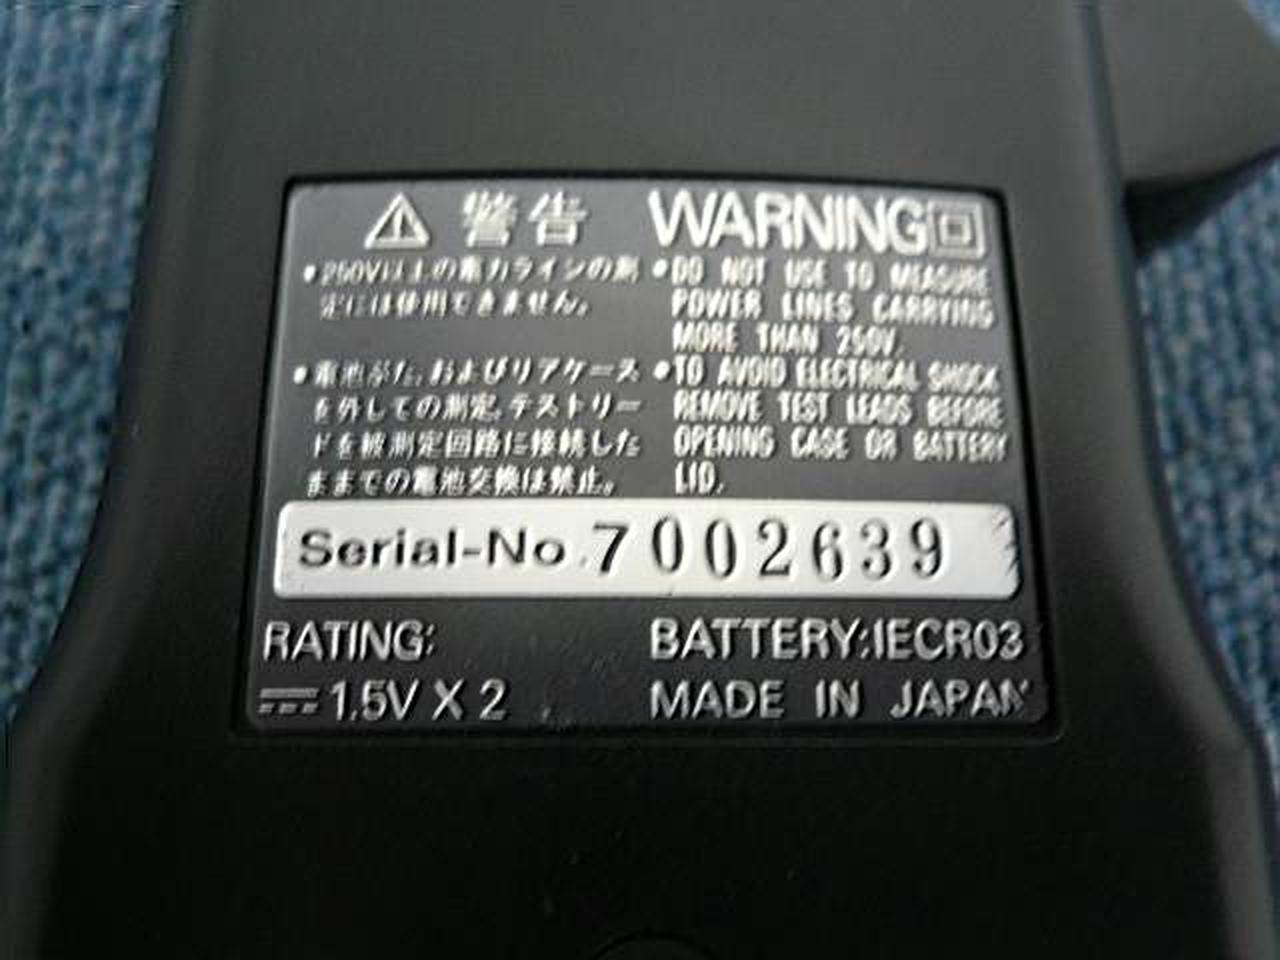 警告
●250V以上の電力ラインの測
定には使用できません。
●電池ぶた,およびリアケース
を外しての測定,テストリー
ドを被測定回路に接続した
ままでの電池交換は禁止。
WARNING
●DO NOT USE TO MEASURE
POWER LINES CARRYING
MORE THAN 250V.
●TO AVOID ELECTRICAL SHOCK
REMOVE TEST LEADS BEFORE
OPENING CASE OR BATTERY
LID.
Serial-No.7002639
RATING:
1.5V X 2
BATTERY:IECR03
MADE IN JAPAN